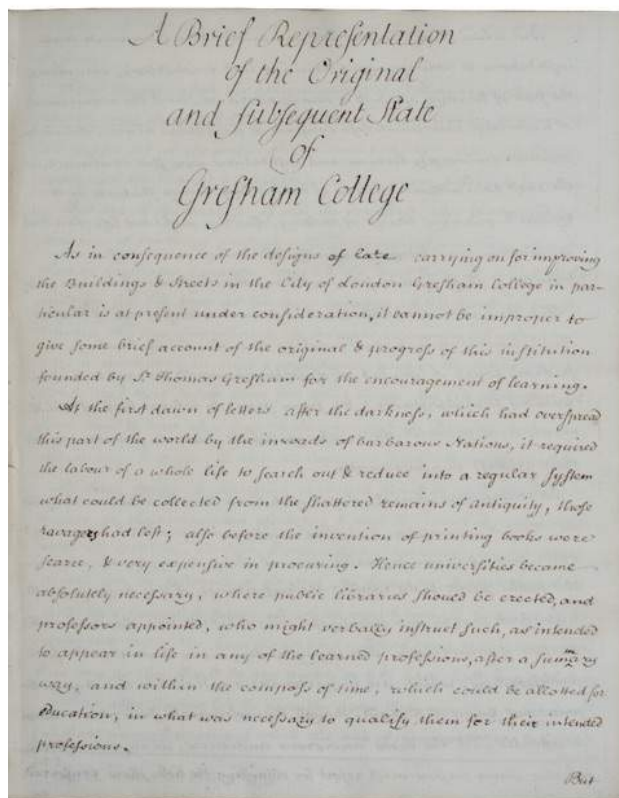 A Brief Representation
of the Original
and Subsequent State
of
Gresham College
As in consequence of the designs of late carrying on for improving
the Buildings & Streets in the City of London Gresham College in par-
ticular is at present under consideration, it cannot be improper to
give some brief account of the original & progress of this institution
founded by Sr. Thomas Gresham for the encouragement of learning.
At the first dawn of letters after the darkness, which had overspread
this part of the world by the inroads of barbarous Nations, it required
the labour of a whole life to search out & reduce into a regular system
what could be collected from the shattered remains of antiquity, those
ravagers had left; also before the invention of printing books were
scarce, & very expensive in procuring. Hence universities became
absolutely necessary, where public libraries should be erected, and
professors appointed, who might verbally instruct such, as intended
to appear in life in any of the learned professions, after a summary
way, and within the compass of time, which could be allotted for
Education, in what was necessary to qualify them for their intended
professions.
But